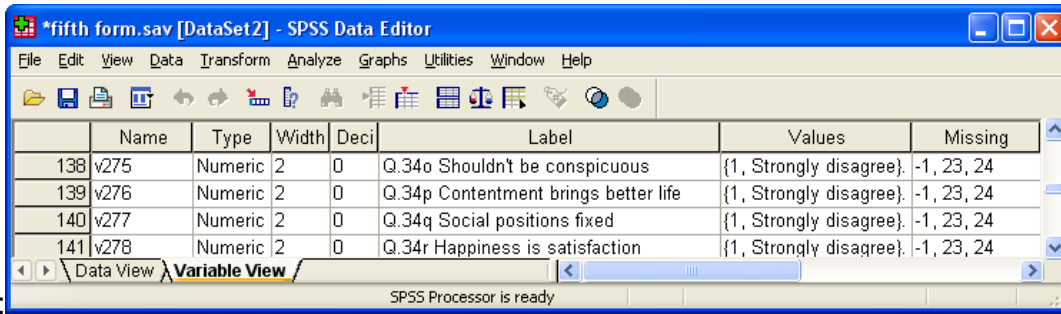 *fifth form.sav [DataSet2] - SPSS Data Editor
File Edit View Data Transform Analyze Graphs Utilities Window Help
Name Type Width Deci Label Values Missing
138 v275 Numeric 2 0 Q.34o Shouldn't be conspicuous {1, Strongly disagree}. -1, 23, 24
139 v276 Numeric 2 0 Q.34p Contentment brings better life {1, Strongly disagree}. -1, 23, 24
140 v277 Numeric 2 0 Q.34q Social positions fixed {1, Strongly disagree}. -1, 23, 24
141 v278 Numeric 2 0 Q.34r Happiness is satisfaction {1, Strongly disagree}. -1, 23, 24
Data View Variable View
SPSS Processor is ready